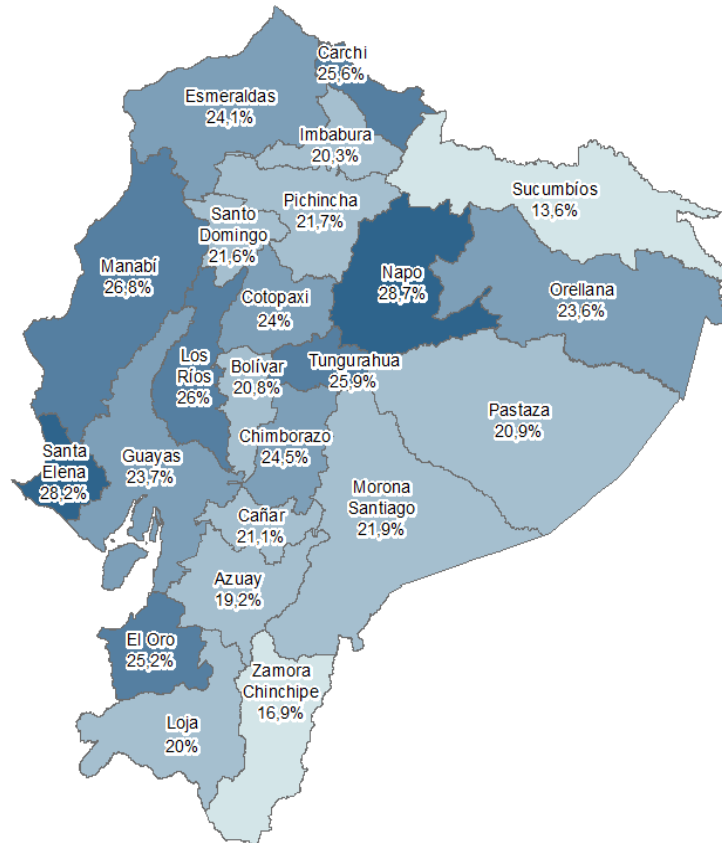 Carchi
25,6%
Esmeraldas
24,1%
Imbabura
20,3%
Sucumbíos
13,6%
Pichincha
21,7%
Santo
Domingo
21,6%
Manabí
26,8%
Napo
28,7%
Orellana
23,6%
Cotopaxi
24%
Los
Ríos
26%
Bolívar
20,8%
Tungurahua
25,9%
Pastaza
20,9%
Chimborazo
24,5%
Santa
Elena
28,2%
Guayas
23,7%
Morona
Santiago
21,9%
Cañar
21,1%
Azuay
19,2%
El Oro
25,2%
Zamora
Chinchipe
16,9%
Loja
20%